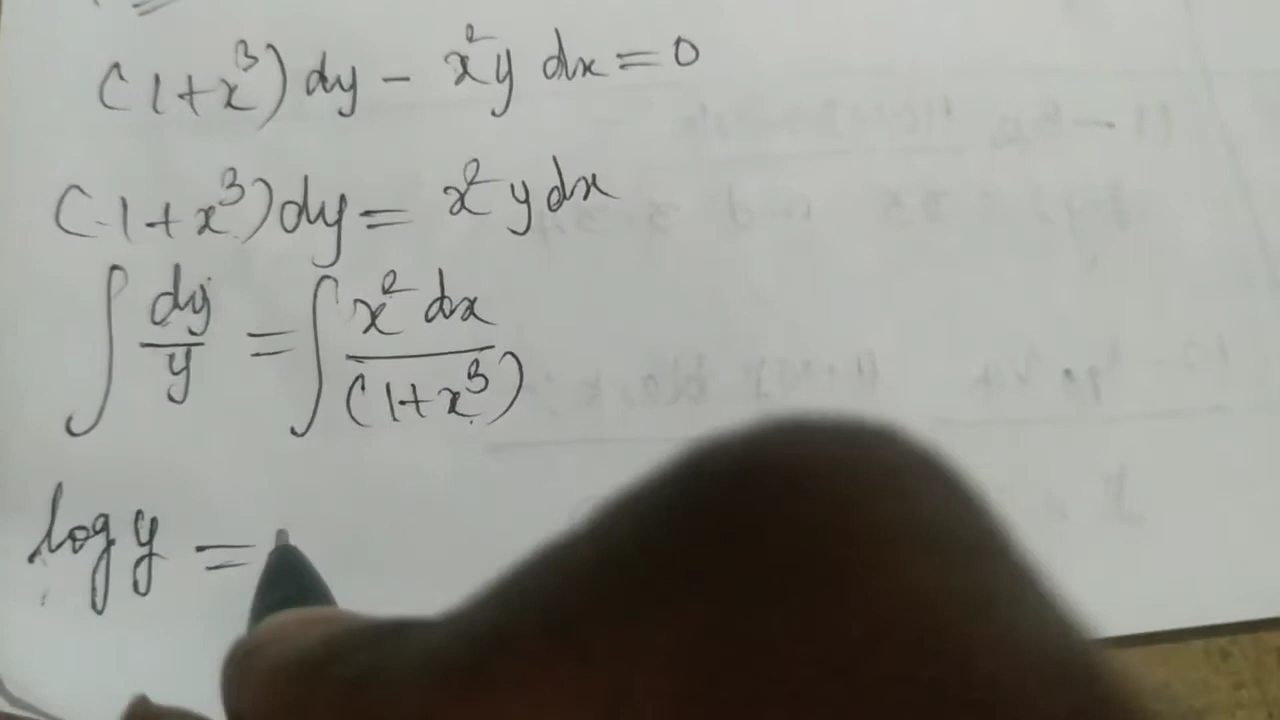 (1+x³)dy - x²y dx = 0
(1+x³)dy = x² y dx
∫ dy/y = ∫ x² dx/(1+x³)
log y =